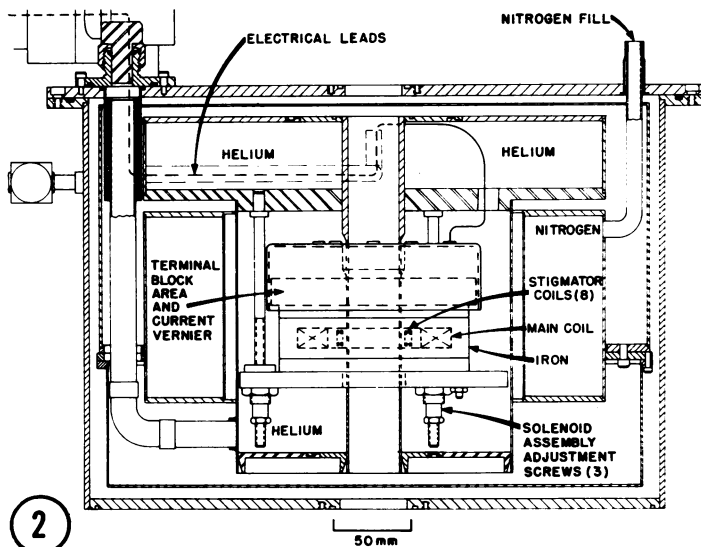 NITROGEN FILL
ELECTRICAL LEADS
HELIUM
HELIUM
NITROGEN
TERMINAL
BLOCK
AREA
AND
CURRENT
VERNIER
STIGMATOR
COILS (8)
MAIN COIL
IRON
HELIUM
SOLENOID
ASSEMBLY
ADJUSTMENT
SCREWS (3)
2
50 mm